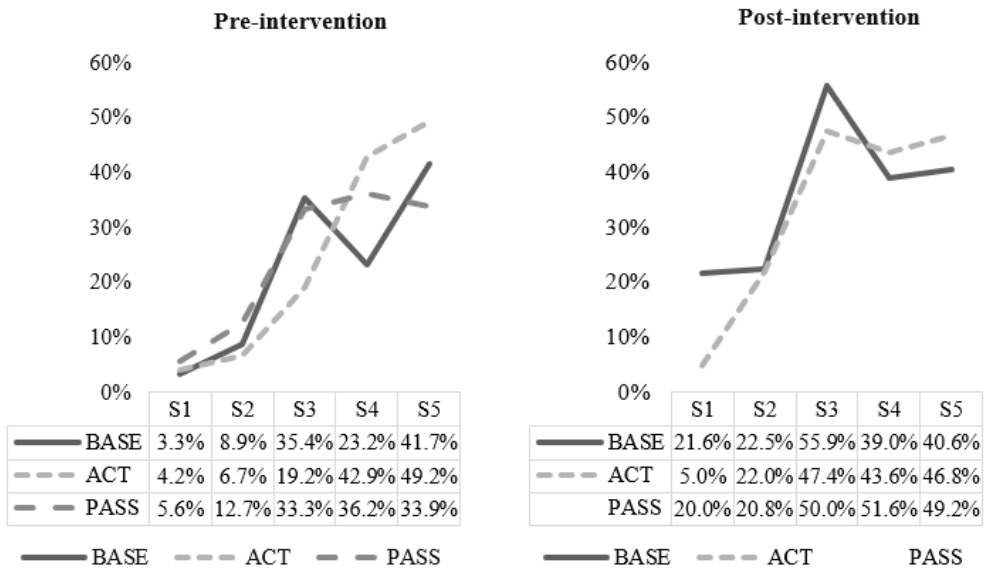 Pre-intervention
60%
50%
40%
30%
20%
10%
0%
S1 S2 S3 S4 S5
BASE 3.3% 8.9% 35.4% 23.2% 41.7%
ACT 4.2% 6.7% 19.2% 42.9% 49.2%
PASS 5.6% 12.7% 33.3% 36.2% 33.9%
BASE ACT PASS
Post-intervention
60%
50%
40%
30%
20%
10%
0%
S1 S2 S3 S4 S5
BASE 21.6% 22.5% 55.9% 39.0% 40.6%
ACT 5.0% 22.0% 47.4% 43.6% 46.8%
PASS 20.0% 20.8% 50.0% 51.6% 49.2%
BASE ACT PASS